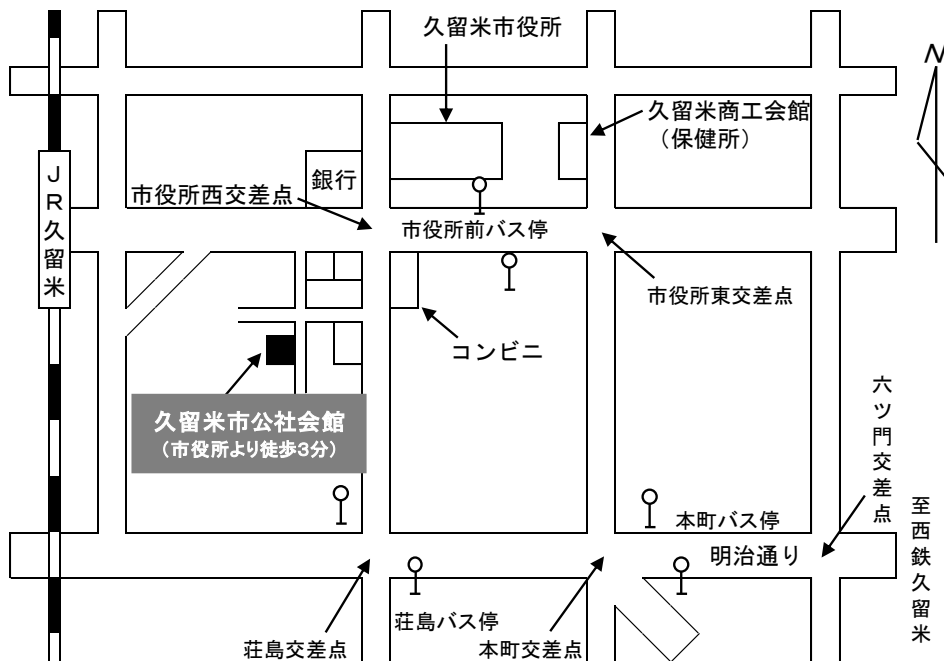 久留米市役所
N
久留米商工会館
（保健所）
JR久留米
銀行
市役所西交差点
市役所前バス停
市役所東交差点
コンビニ
久留米市公社会館
（市役所より徒歩3分）
六ツ門交差点
至西鉄久留米
本町バス停
明治通り
荘島バス停
荘島交差点
本町交差点